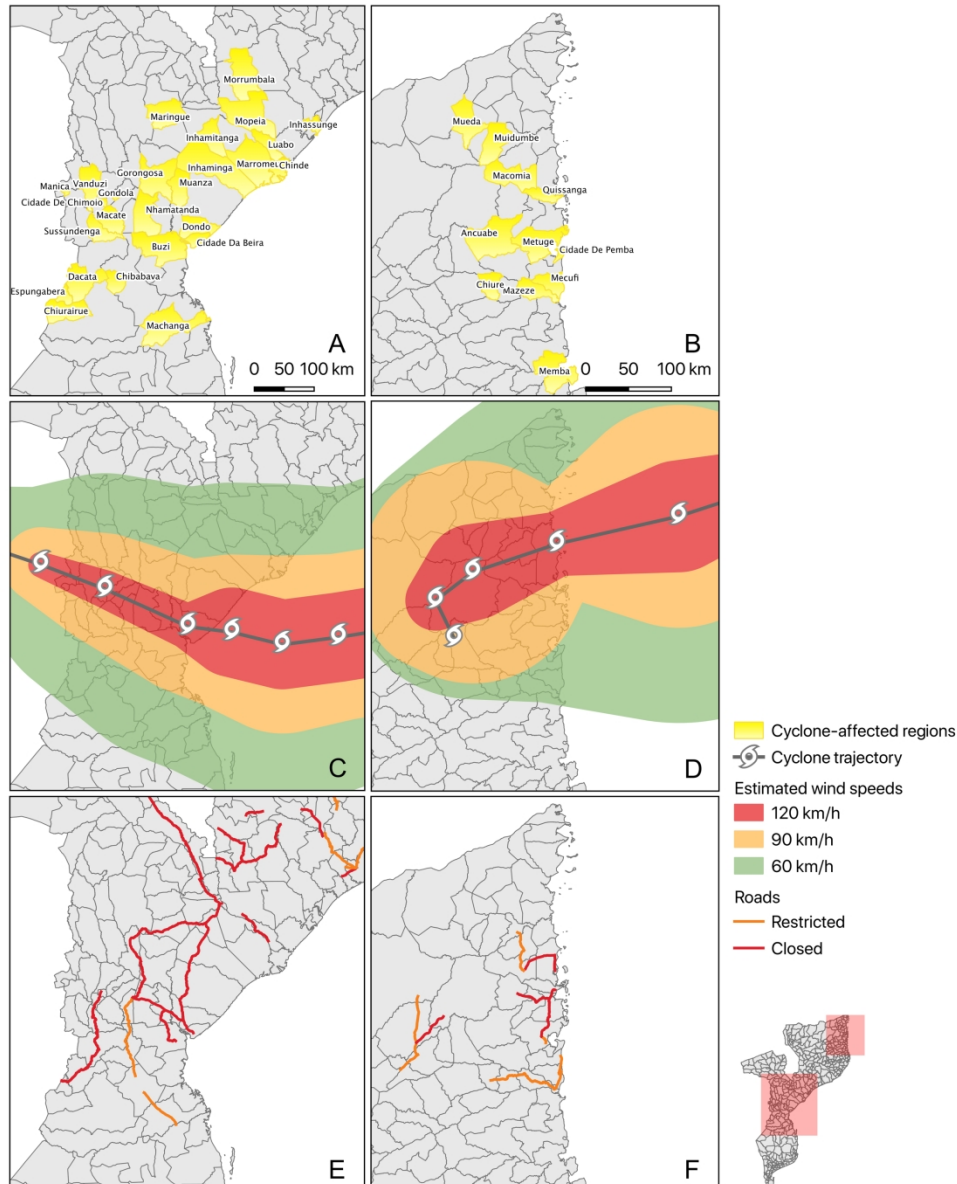 Morrumbala
Maringue
Mopeia
Inhassunge
Inhamitanga
Luabo
Gorongosa
Inhaminga
Marromeu
Chinde
Manica
Vanduzi
Muanza
Gondola
Cidade De Chimoio
Macate
Nhamatanda
Sussundenga
Dondo
Buzi
Cidade Da Beira
Dacata
Chibabava
Espungabera
Chiurairue
Machanga
A
0 50 100 km
Mueda
Muidumbe
Macomia
Quissanga
Ancuabe
Metuge
Cidade De Pemba
Chiure
Mecufi
Mazeze
Memba
B
0 50 100 km
C
D
Cyclone-affected regions
Cyclone trajectory
Estimated wind speeds
120 km/h
90 km/h
60 km/h
Roads
Restricted
Closed
E
F